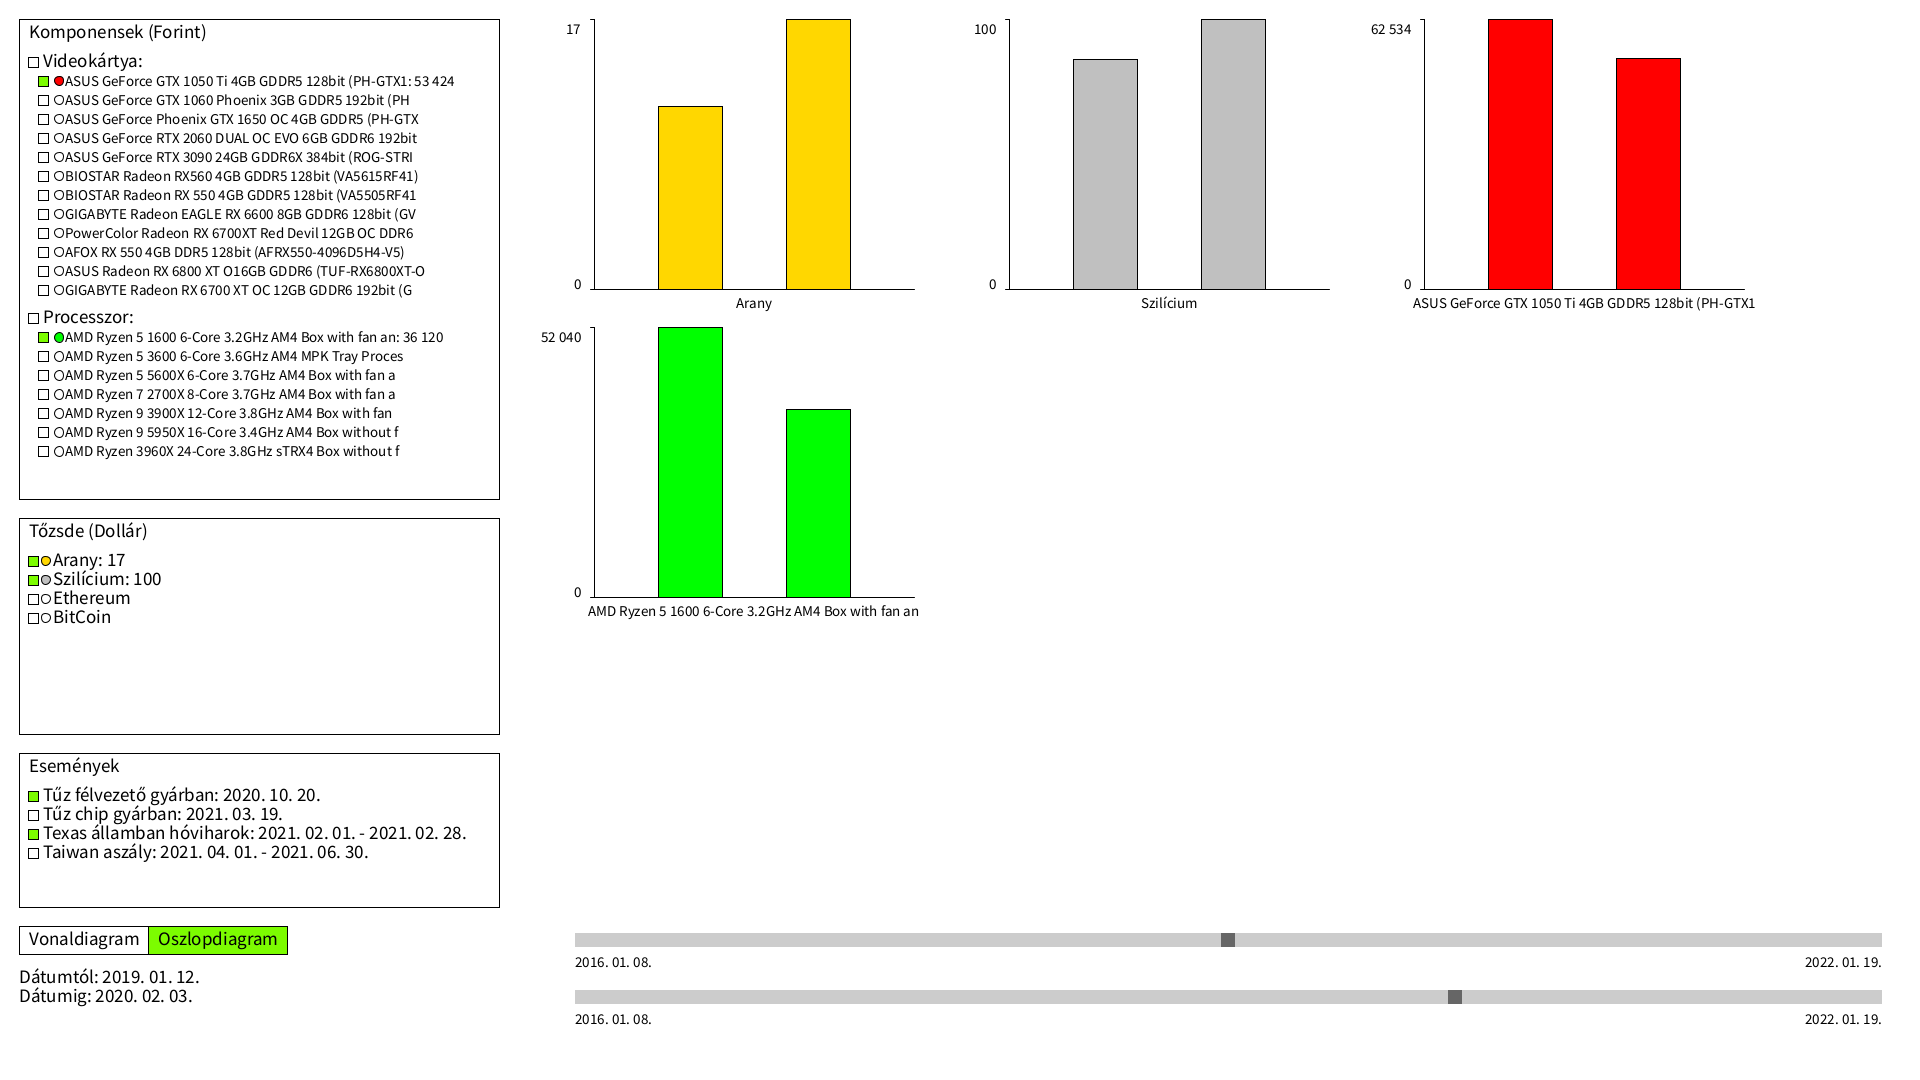 Komponensek (Forint)
Videokártya:
ASUS GeForce GTX 1050 Ti 4GB GDDR5 128bit (PH-GTX1: 53 424
ASUS GeForce GTX 1060 Phoenix 3GB GDDR5 192bit (PH
ASUS GeForce Phoenix GTX 1650 OC 4GB GDDR5 (PH-GTX
ASUS GeForce RTX 2060 DUAL OC EVO 6GB GDDR6 192bit
ASUS GeForce RTX 3090 24GB GDDR6X 384bit (ROG-STRI
BIOSTAR Radeon RX560 4GB GDDR5 128bit (VA5615RF41)
BIOSTAR Radeon RX 550 4GB GDDR5 128bit (VA5505RF41
GIGABYTE Radeon EAGLE RX 6600 8GB GDDR6 128bit (GV
PowerColor Radeon RX 6700XT Red Devil 12GB OC DDR6
AFOX RX 550 4GB DDR5 128bit (AFRX550-4096D5H4-V5)
ASUS Radeon RX 6800 XT O16GB GDDR6 (TUF-RX6800XT-O
GIGABYTE Radeon RX 6700 XT OC 12GB GDDR6 192bit (G
Processzor:
AMD Ryzen 5 1600 6-Core 3.2GHz AM4 Box with fan an: 36 120
AMD Ryzen 5 3600 6-Core 3.6GHz AM4 MPK Tray Proces
AMD Ryzen 5 5600X 6-Core 3.7GHz AM4 Box with fan a
AMD Ryzen 7 2700X 8-Core 3.7GHz AM4 Box with fan a
AMD Ryzen 9 3900X 12-Core 3.8GHz AM4 Box with fan
AMD Ryzen 9 5950X 16-Core 3.4GHz AM4 Box without f
AMD Ryzen 3960X 24-Core 3.8GHz sTRX4 Box without f
Tőzsde (Dollár)
Arany: 17
Szilícium: 100
Ethereum
BitCoin
Események
Tűz félvezető gyárban: 2020. 10. 20.
Tűz chip gyárban: 2021. 03. 19.
Texas államban hóviharok: 2021. 02. 01. - 2021. 02. 28.
Taiwan aszály: 2021. 04. 01. - 2021. 06. 30.
Vonaldiagram Oszlopdiagram
Dátumtól: 2019. 01. 12.
Dátumig: 2020. 02. 03.
17
0
Arany
100
0
Szilícium
62 534
0
ASUS GeForce GTX 1050 Ti 4GB GDDR5 128bit (PH-GTX1
52 040
0
AMD Ryzen 5 1600 6-Core 3.2GHz AM4 Box with fan an
2016. 01. 08. 2022. 01. 19.
2016. 01. 08. 2022. 01. 19.